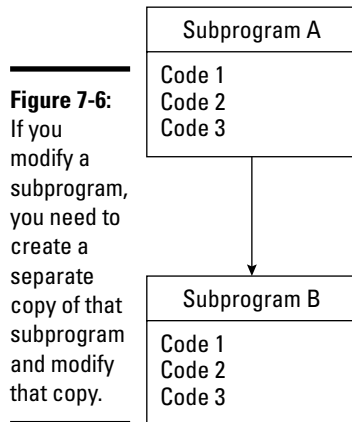 Figure 7-6:
If you
modify a
subprogram,
you need to
create a
separate
copy of that
subprogram
and modify
that copy.
Subprogram A
Code 1
Code 2
Code 3
Subprogram B
Code 1
Code 2
Code 3